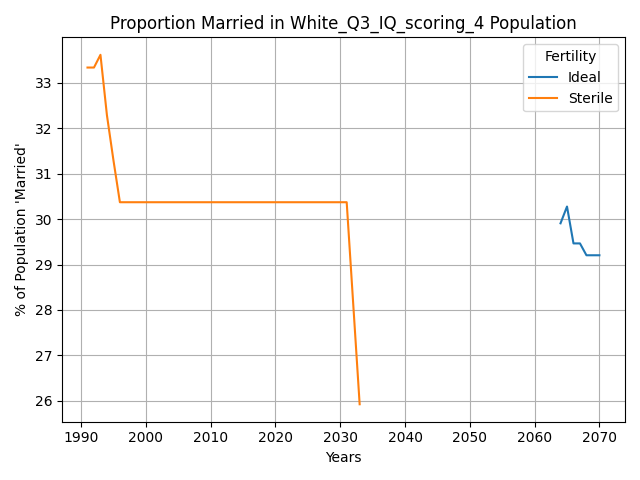 Proportion Married in White_Q3_IQ_scoring_4 Population
Fertility
Ideal
Sterile
% of Population 'Married'
33
32
31
30
29
28
27
26
1990 2000 2010 2020 2030 2040 2050 2060 2070
Years